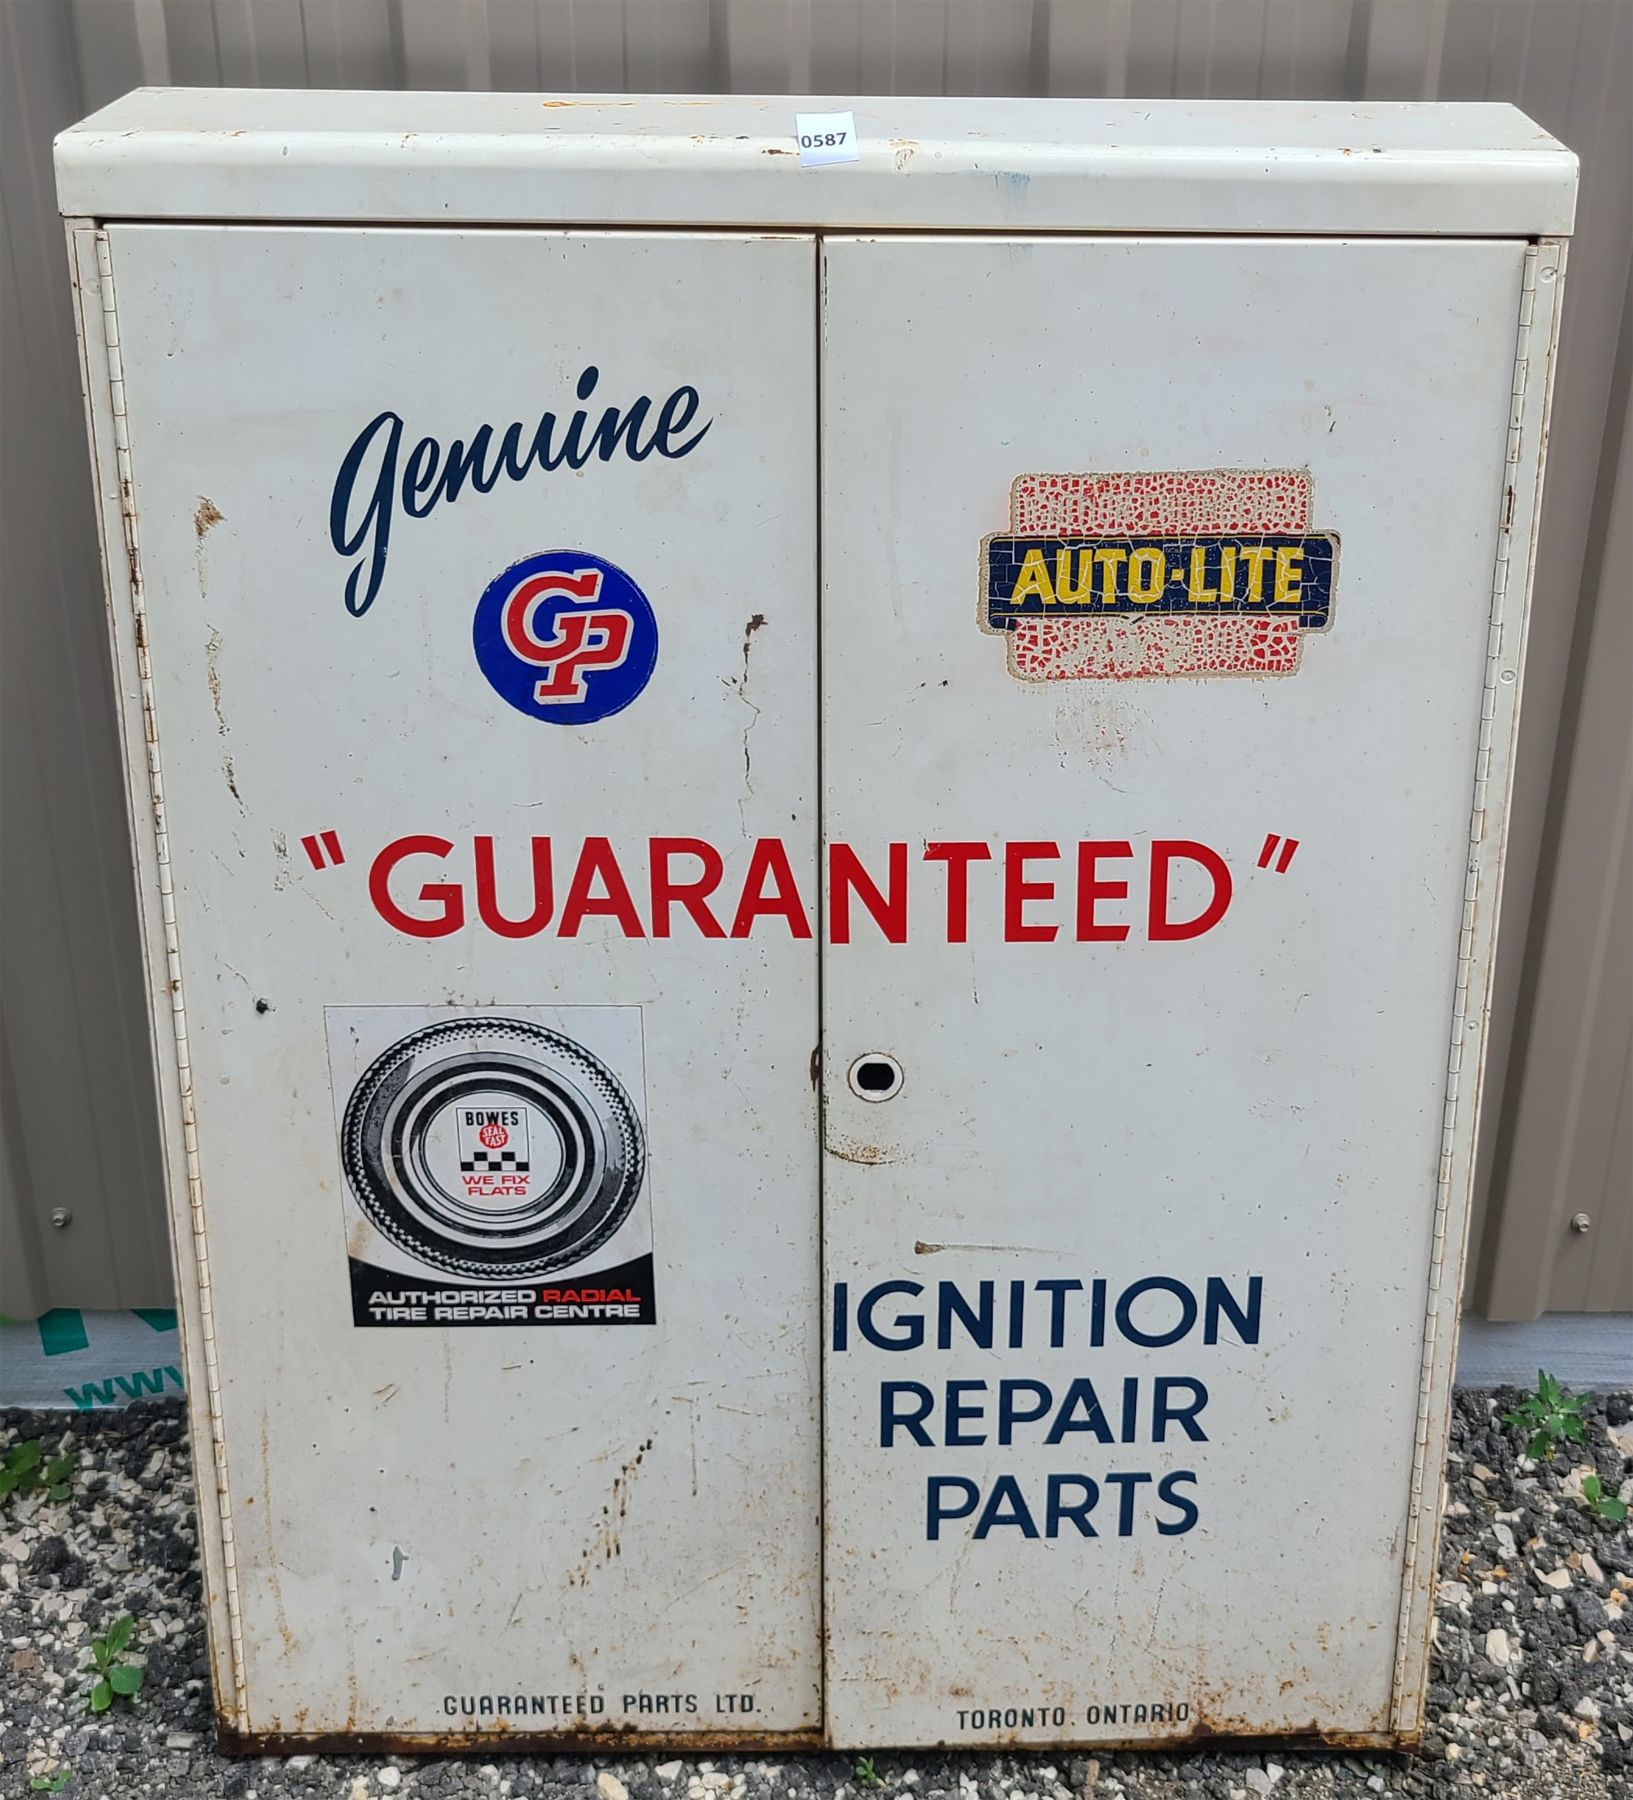 0587
Genuine
GP
AUTO-LITE
"GUARANTEED"
BOWES
SEAL
FAST
WE FIX
FLATS
AUTHORIZED RADIAL
TIRE REPAIR CENTRE
IGNITION
REPAIR
PARTS
www
GUARANTEED PARTS LTD.
TORONTO, ONTARIO